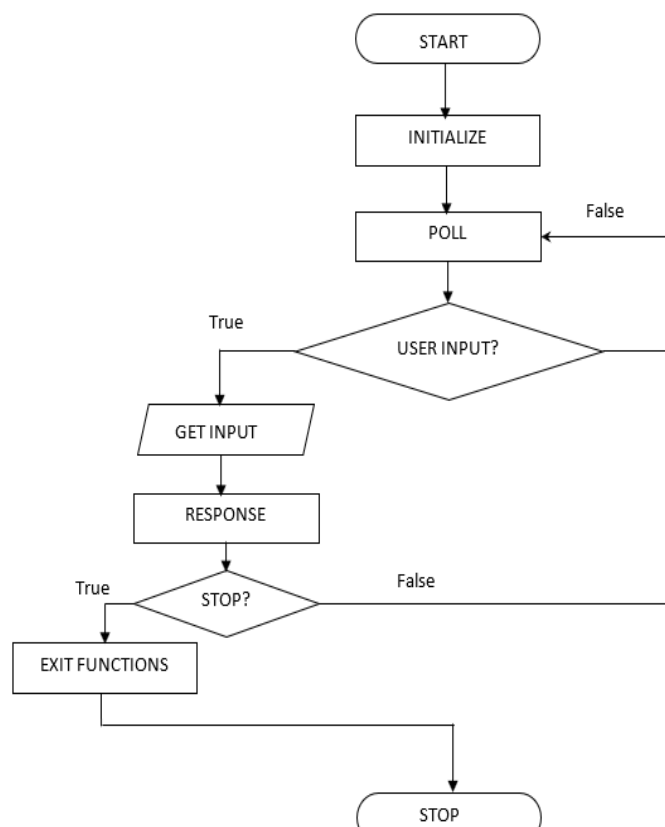 START
INITIALIZE
False
POLL
True
USER INPUT?
GET INPUT
RESPONSE
True
False
STOP?
EXIT FUNCTIONS
STOP